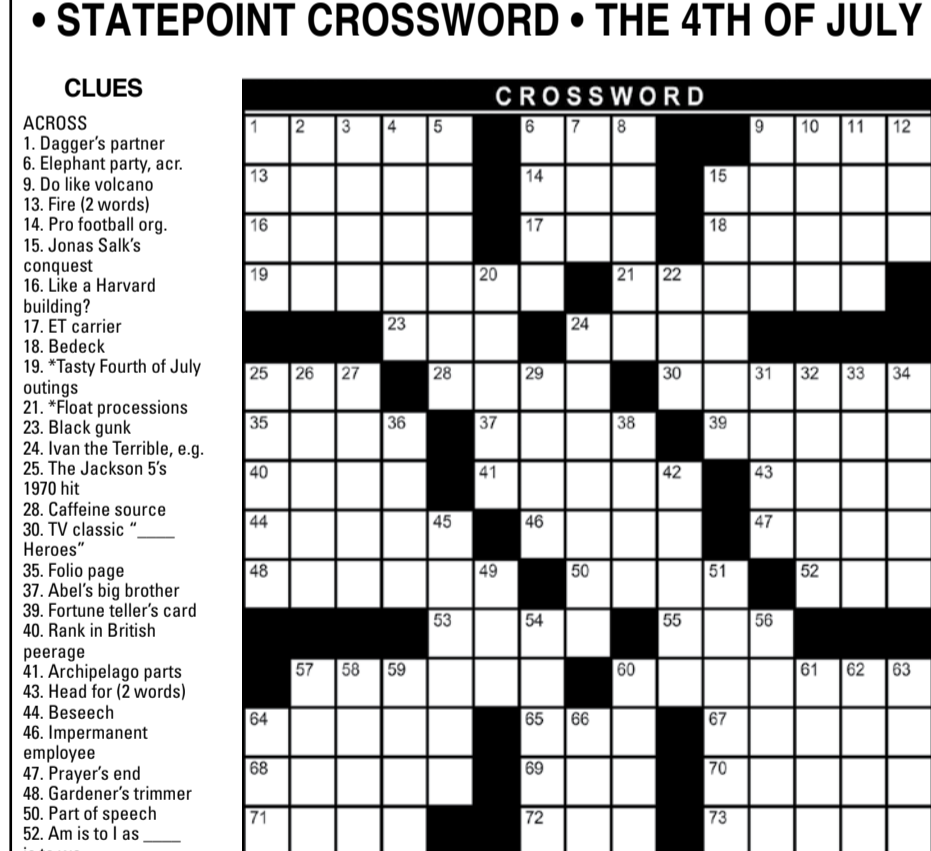 • STATEPOINT CROSSWORD • THE 4TH OF JULY
CLUES
ACROSS
1. Dagger's partner
6. Elephant party, acr.
9. Do like volcano
13. Fire (2 words)
14. Pro football org.
15. Jonas Salk's
conquest
16. Like a Harvard
building?
17. ET carrier
18. Bedeck
19. *Tasty Fourth of July
outings
21. *Float processions
23. Black gunk
24. Ivan the Terrible, e.g.
25. The Jackson 5's
1970 hit
28. Caffeine source
30. TV classic "____
Heroes"
35. Folio page
37. Abel's big brother
39. Fortune teller's card
40. Rank in British
peerage
41. Archipelago parts
43. Head for (2 words)
44. Beseech
46. Impermanent
employee
47. Prayer's end
48. Gardener's trimmer
50. Part of speech
52. Am is to I as ____
CROSSWORD
1 2 3 4 5 6 7 8 9 10 11 12
13 14 15
16 17 18
19 20 21 22
23 24
25 26 27 28 29 30 31 32 33 34
35 36 37 38 39
40 41 42 43
44 45 46 47
48 49 50 51 52
53 54 55 56
57 58 59 60 61 62 63
64 65 66 67
68 69 70
71 72 73